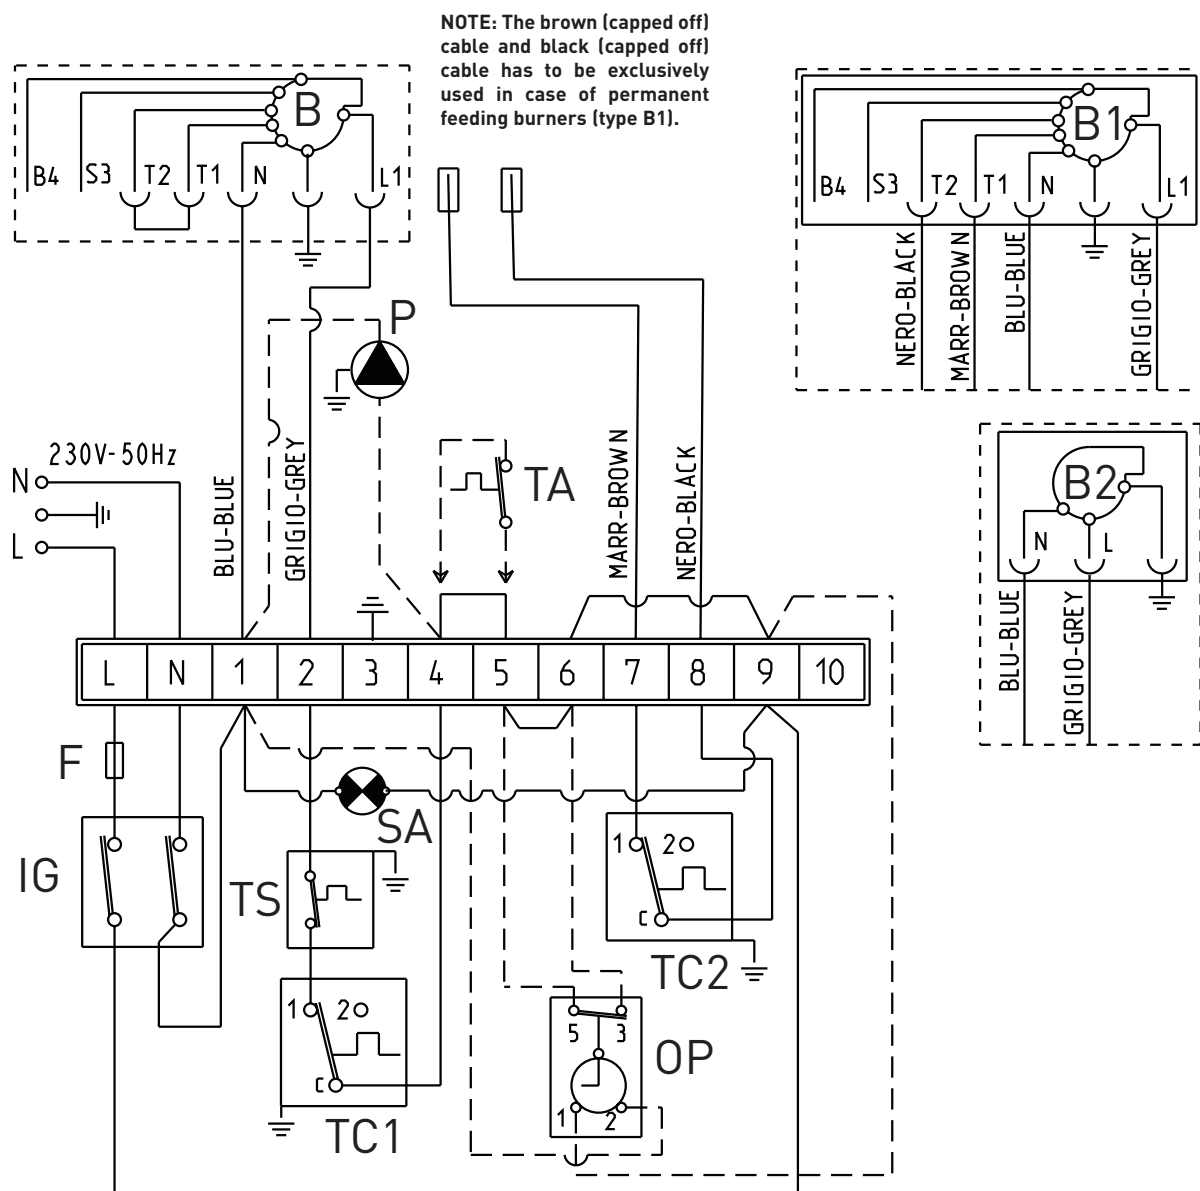 NOTE: The brown (capped off)
cable and black (capped off)
cable has to be exclusively
used in case of permanent
feeding burners (type B1).
B
B4 S3 T2 T1 N L1
B1
B4 S3 T2 T1 N L1
NERO-BLACK
MARR-BROWN
BLU-BLUE
GRIGIO-GREY
P
230V-50Hz
N
L
BLU-BLUE
GRIGIO-GREY
TA
MARR-BROWN
NERO-BLACK
B2
N L
BLU-BLUE
GRIGIO-GREY
L N 1 2 3 4 5 6 7 8 9 10
F
SA
IG
TS
1 2
C
TC2
1 2
C
TC1
5 3
OP
1 2